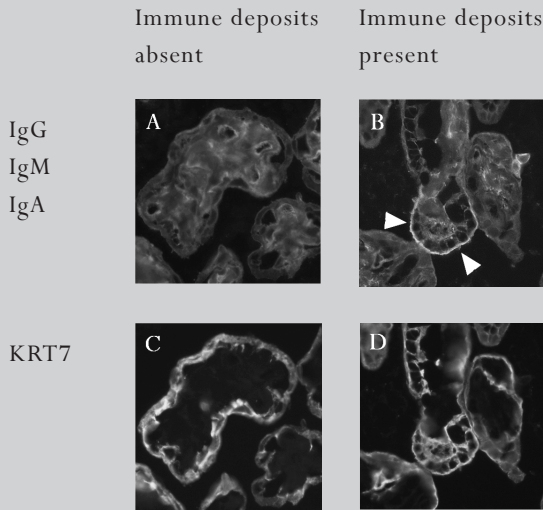 Immune deposits absent
Immune deposits present
IgG
IgM
IgA
A
B
KRT7
C
D